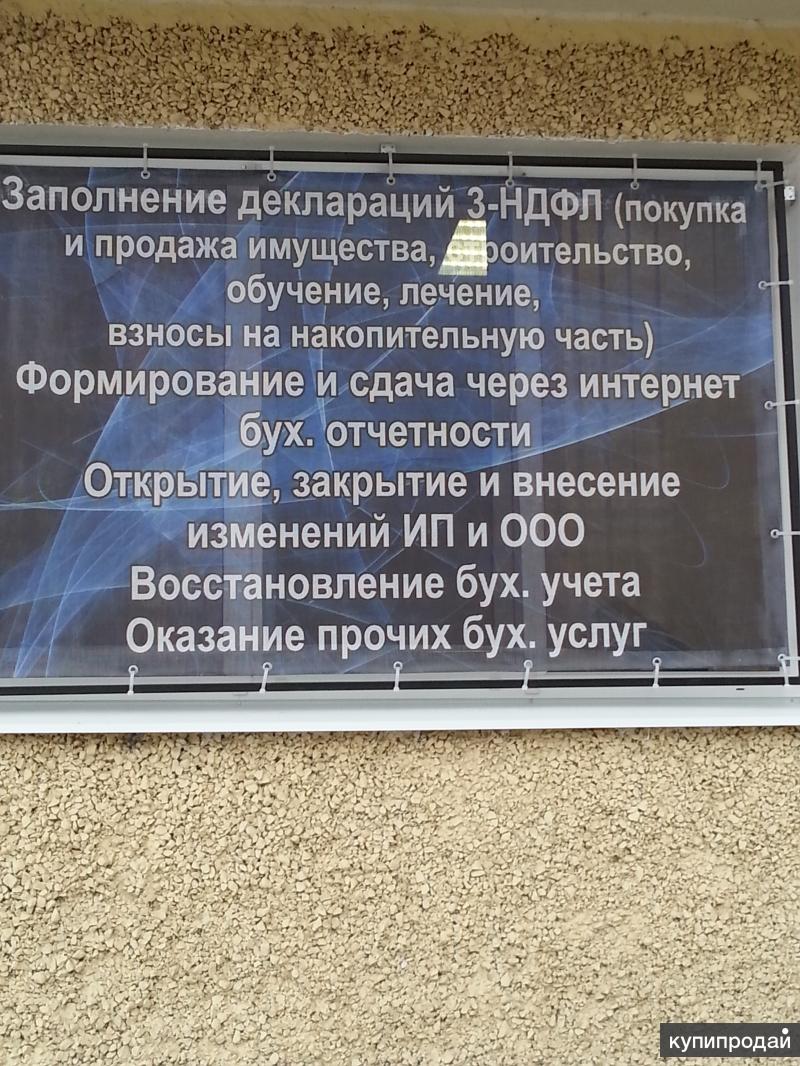 Заполнение деклараций 3-НДФЛ (покупка
и продажа имущества, строительство,
обучение, лечение,
взносы на накопительную часть)
Формирование и сдача через интернет
бух. отчетности
Открытие, закрытие и внесение
изменений ИП и ООО
Восстановление бух. учета
Оказание прочих бух. услуг
купипродай